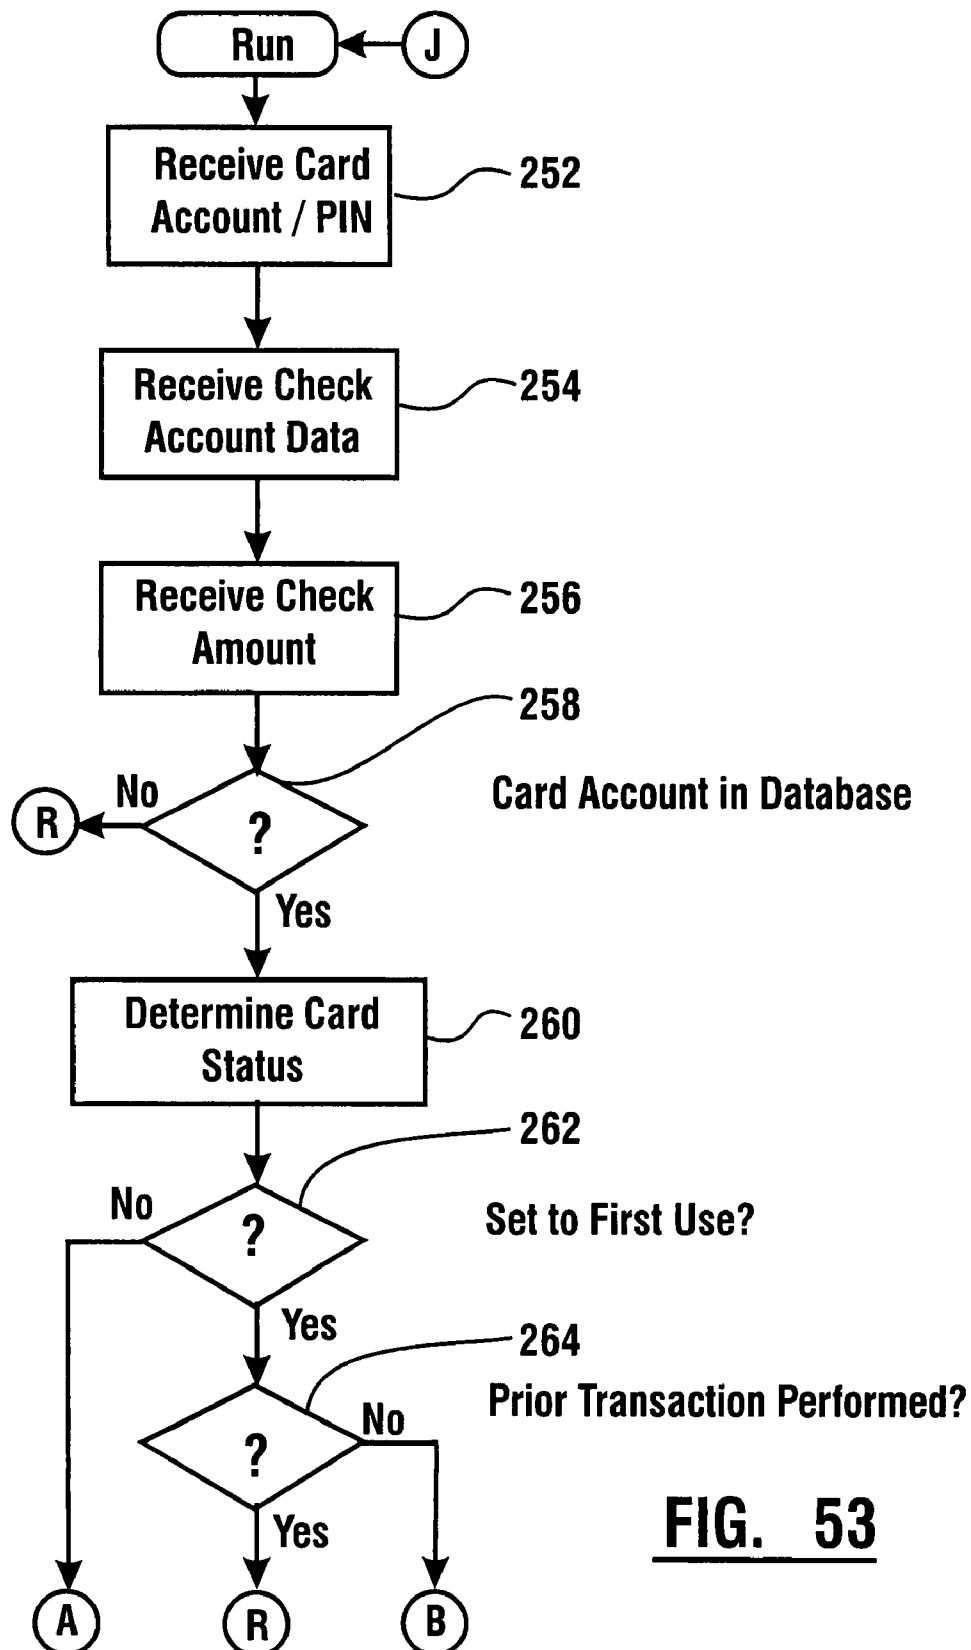 Run
J
Receive Card
Account / PIN
252
Receive Check
Account Data
254
Receive Check
Amount
256
258
No
R
?
Card Account in Database
Yes
Determine Card
Status
260
262
No
?
Set to First Use?
Yes
264
Prior Transaction Performed?
No
?
Yes
FIG. 53
A
R
B